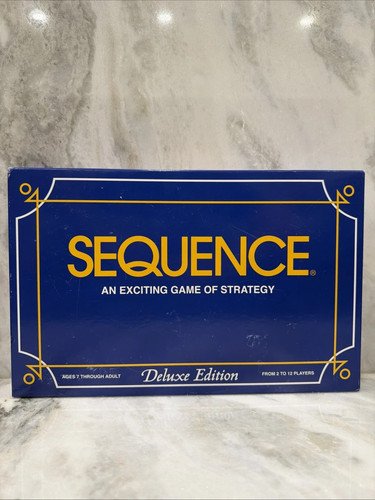 SEQUENCE®
AN EXCITING GAME OF STRATEGY
AGES 7 THROUGH ADULT
Deluxe Edition
FROM 2 TO 12 PLAYERS